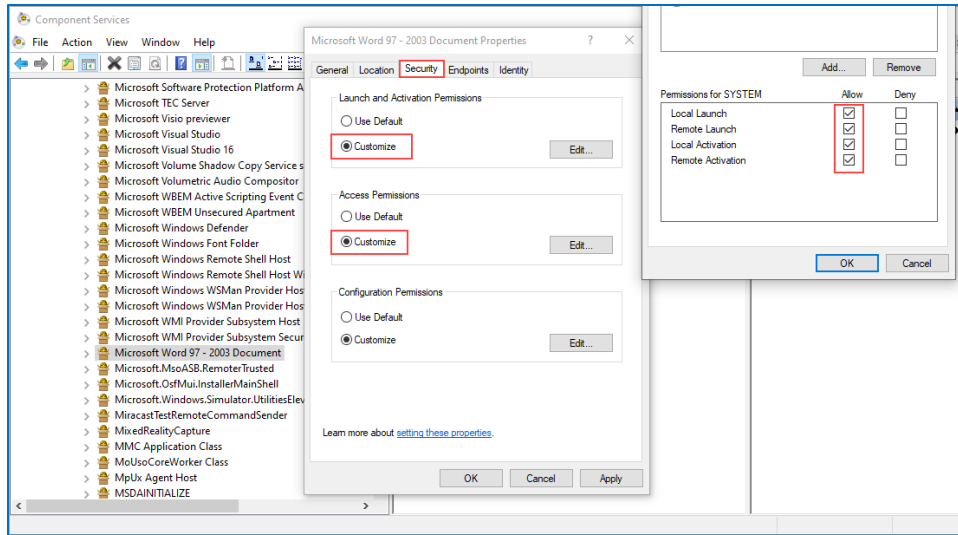 Component Services
File Action View Window Help
Microsoft Software Protection Platform A
Microsoft TEC Server
Microsoft Visio previewer
Microsoft Visual Studio
Microsoft Visual Studio 16
Microsoft Volume Shadow Copy Service s
Microsoft Volumetric Audio Compositor
Microsoft WBEM Active Scripting Event C
Microsoft WBEM Unsecured Apartment
Microsoft Windows Defender
Microsoft Windows Font Folder
Microsoft Windows Remote Shell Host
Microsoft Windows Remote Shell Host Wi
Microsoft Windows WSMan Provider Hos
Microsoft Windows WSMan Provider Hos
Microsoft WMI Provider Subsystem Host
Microsoft WMI Provider Subsystem Secur
Microsoft Word 97 - 2003 Document
Microsoft.MsoASB.RemoterTrusted
Microsoft.OsfMui.InstallerMainShell
Microsoft.Windows.Simulator.UtilitiesElev
MiracastTestRemoteCommandSender
MixedRealityCapture
MMC Application Class
MoUsoCoreWorker Class
MpUx Agent Host
MSDAINITIALIZE
Microsoft Word 97 - 2003 Document Properties
General Location Security Endpoints Identity
Launch and Activation Permissions
Use Default
Customize
Edit...
Access Permissions
Use Default
Customize
Edit...
Configuration Permissions
Use Default
Customize
Edit...
Learn more about setting these properties.
OK Cancel Apply
Add... Remove
Permissions for SYSTEM Allow Deny
Local Launch
Remote Launch
Local Activation
Remote Activation
OK Cancel